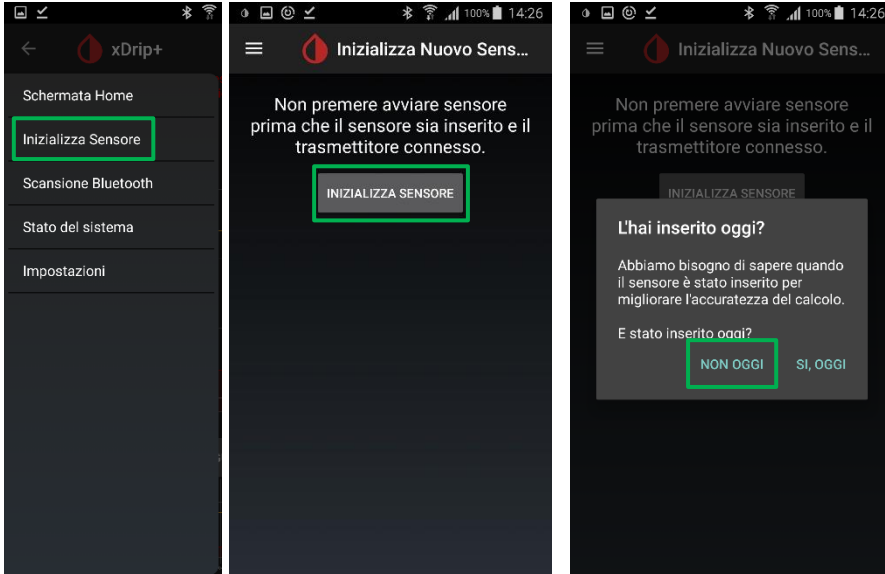 xDrip+
Schermata Home
Inizializza Sensore
Scansione Bluetooth
Stato del sistema
Impostazioni
100% 14:26
Inizializza Nuovo Sens...
Non premere avviare sensore
prima che il sensore sia inserito e il
trasmettitore connesso.
INIZIALIZZA SENSORE
100% 14:26
Inizializza Nuovo Sens...
Non premere avviare sensore
prima che il sensore sia inserito e il
trasmettitore connesso.
INIZIALIZZA SENSORE
L'hai inserito oggi?
Abbiamo bisogno di sapere quando
il sensore è stato inserito per
migliorare l'accuratezza del calcolo.
E stato inserito oggi?
NON OGGI SI, OGGI